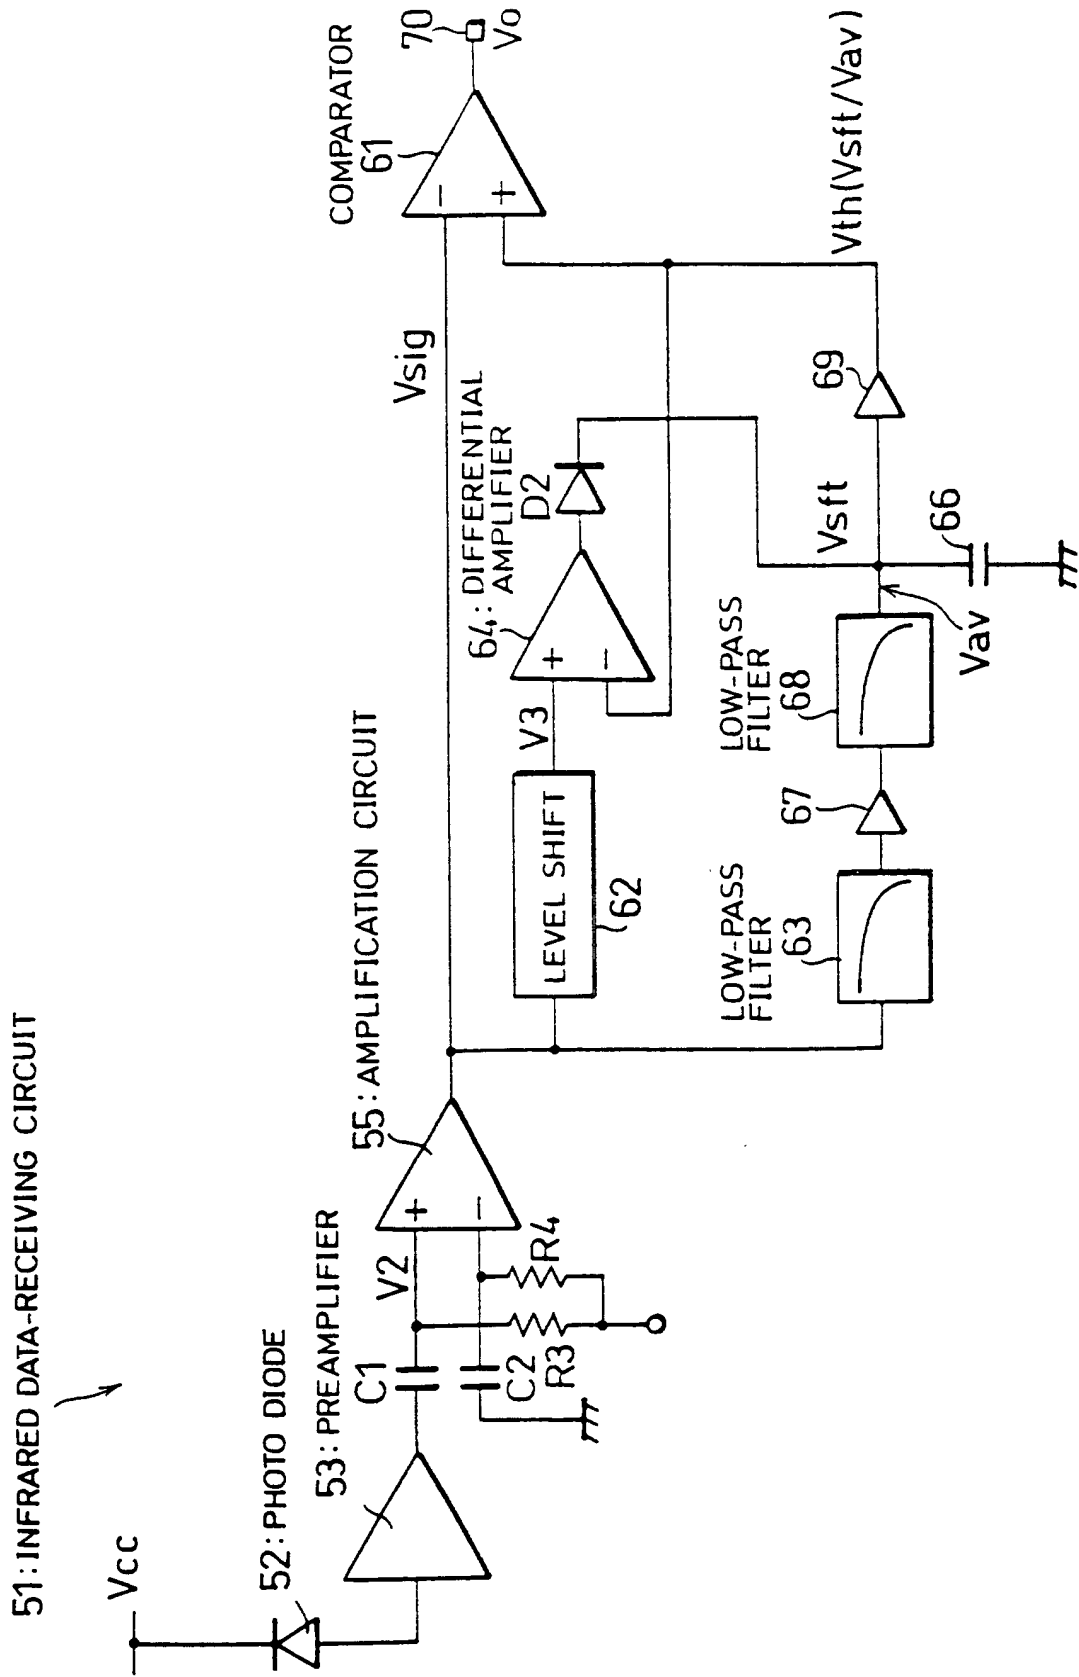 51: INFRARED DATA-RECEIVING CIRCUIT
Vcc
52: PHOTO DIODE
53: PREAMPLIFIER
C1
C2
R3
R4
V2
+
−
55: AMPLIFICATION CIRCUIT
Vsig
COMPARATOR
61
−
+
70
Vo
LEVEL SHIFT
62
V3
+
−
64: DIFFERENTIAL
AMPLIFIER
D2
LOW-PASS
FILTER
63
67
LOW-PASS
FILTER
68
Vav
Vsft
66
69
Vth(Vsft/Vav)